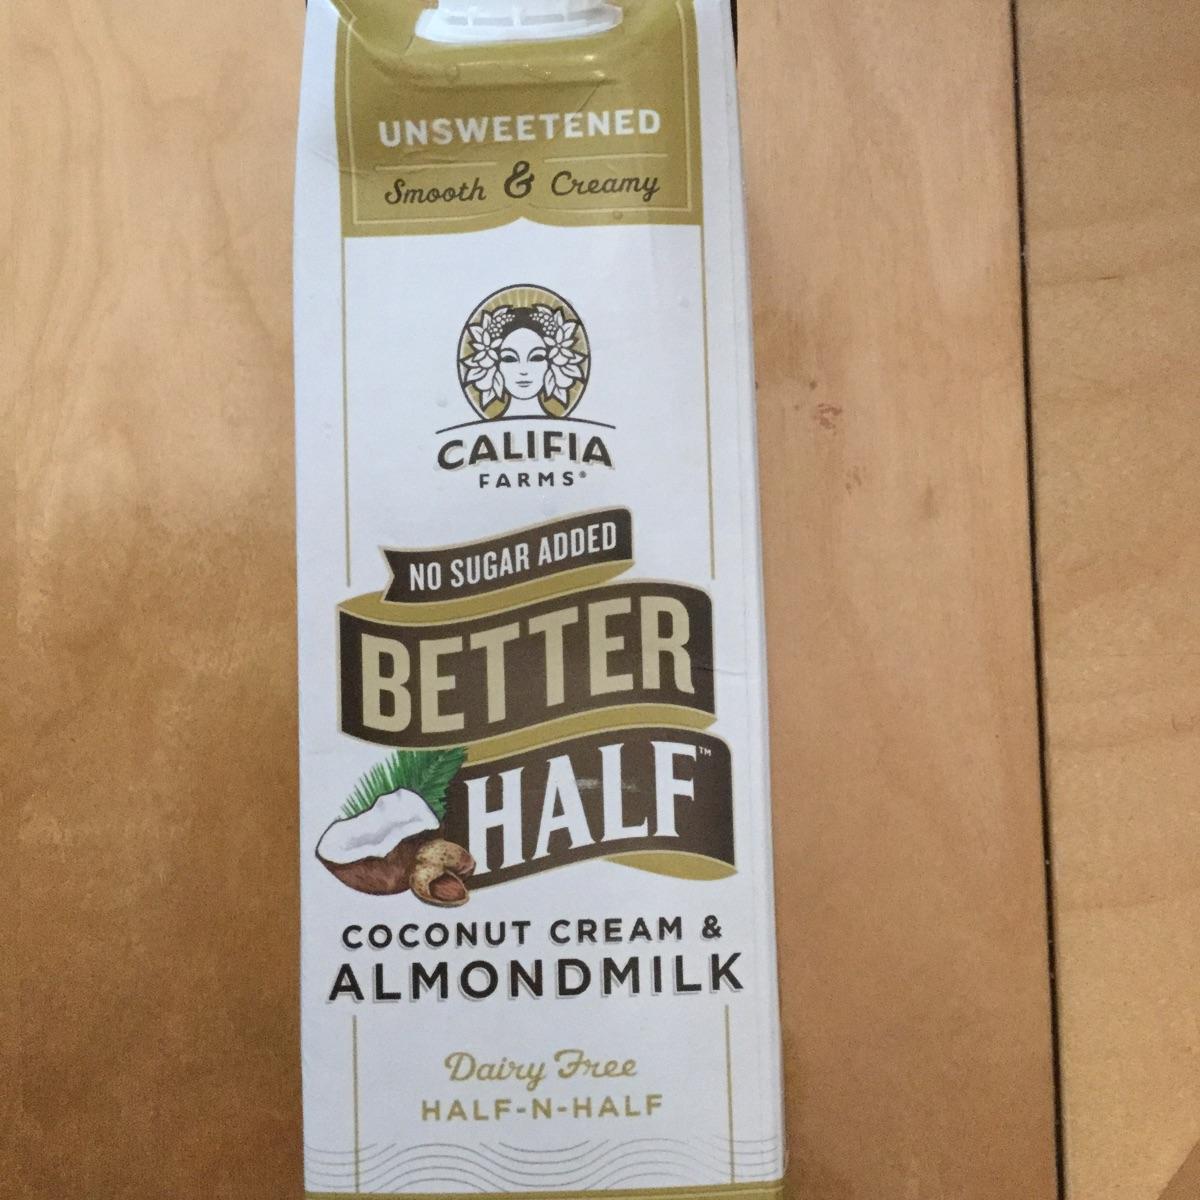 UNSWEETENED
Smooth & Creamy
CALIFIA
FARMS®
NO SUGAR ADDED
BETTER
HALF™
COCONUT CREAM &
ALMONDMILK
Dairy Free
HALF-N-HALF